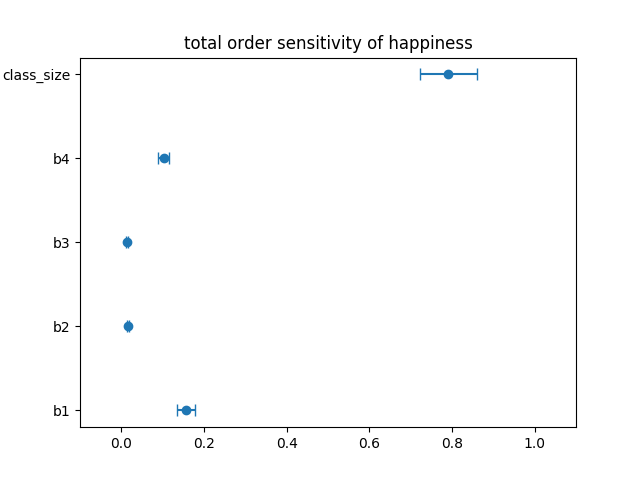 total order sensitivity of happiness
class_size
b4
b3
b2
b1
0.0 0.2 0.4 0.6 0.8 1.0